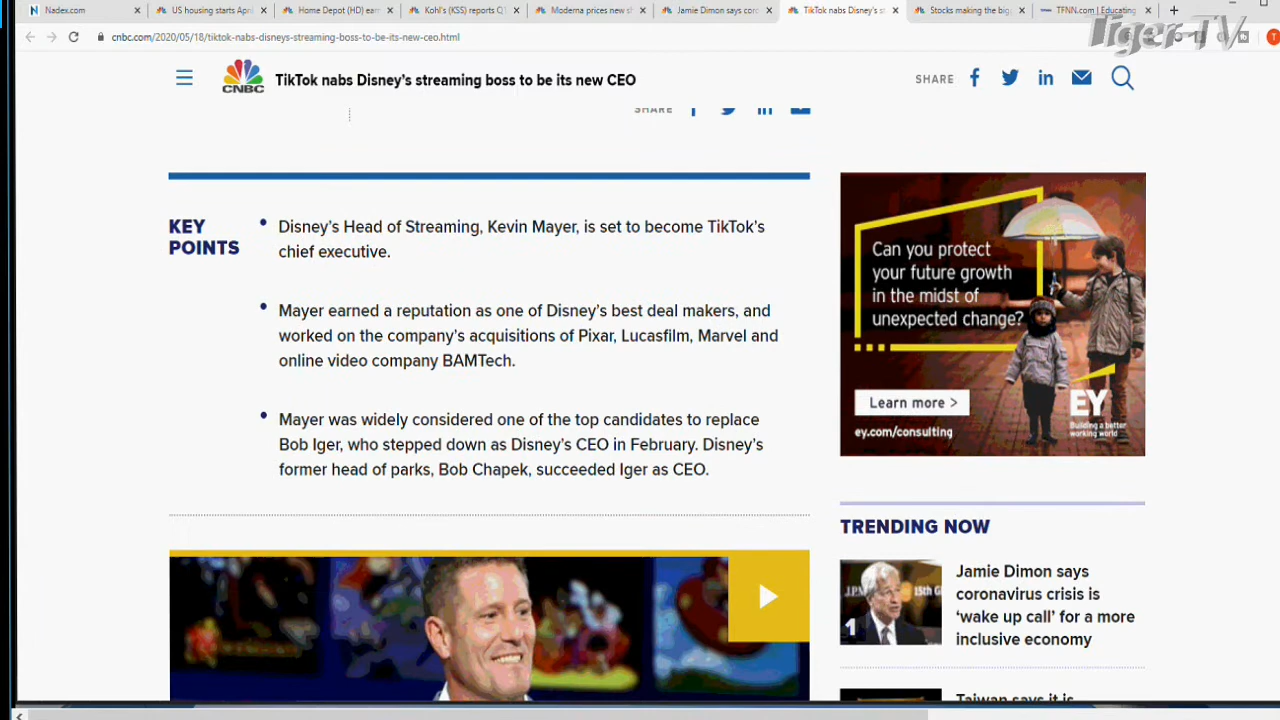 Nadex.com
US housing starts April
Home Depot (HD) earn
Kohl's (KSS) reports Q1
Moderna prices new sh
Jamie Dimon says coro
TikTok nabs Disney's st
Stocks making the big
TFNN.com | Educating
Tiger-TV
cnbc.com/2020/05/18/tiktok-nabs-disneys-streaming-boss-to-be-its-new-ceo.html
CNBC
TikTok nabs Disney's streaming boss to be its new CEO
SHARE
SHARE
KEY
POINTS
Disney's Head of Streaming, Kevin Mayer, is set to become TikTok's
chief executive.
Mayer earned a reputation as one of Disney's best deal makers, and
worked on the company's acquisitions of Pixar, Lucasfilm, Marvel and
online video company BAMTech.
Mayer was widely considered one of the top candidates to replace
Bob Iger, who stepped down as Disney's CEO in February. Disney's
former head of parks, Bob Chapek, succeeded Iger as CEO.
Can you protect
your future growth
in the midst of
unexpected change?
Learn more >
ey.com/consulting
EY
Building a better
working world
TRENDING NOW
1
Jamie Dimon says
coronavirus crisis is
'wake up call' for a more
inclusive economy
Taiwan says it is